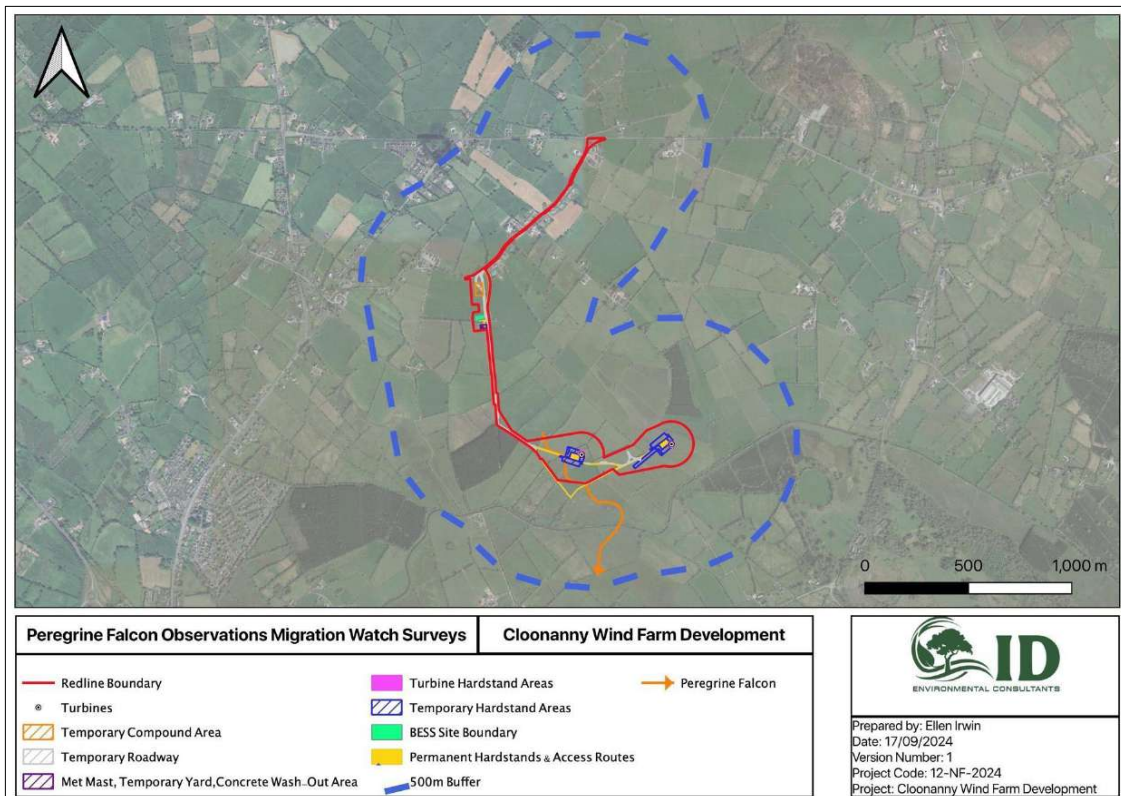 0 500 1,000 m
Peregrine Falcon Observations Migration Watch Surveys
Cloonanny Wind Farm Development
Redline Boundary
Turbines
Temporary Compound Area
Temporary Roadway
Met Mast, Temporary Yard,Concrete Wash_Out Area
Turbine Hardstand Areas
Temporary Hardstand Areas
BESS Site Boundary
Permanent Hardstands & Access Routes
500m Buffer
Peregrine Falcon
ID
ENVIRONMENTAL CONSULTANTS
Prepared by: Ellen Irwin
Date: 17/09/2024
Version Number: 1
Project Code: 12-NF-2024
Project: Cloonanny Wind Farm Development